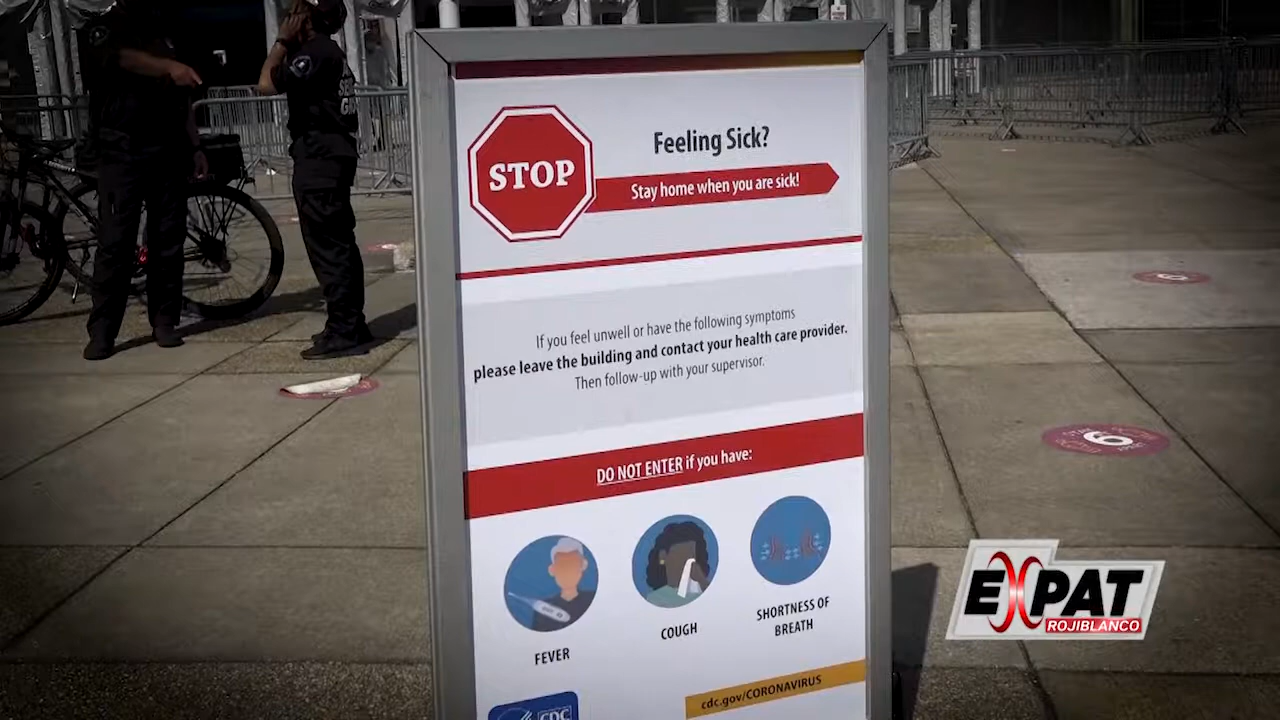 STOP
Feeling Sick?
Stay home when you are sick!
If you feel unwell or have the following symptoms
please leave the building and contact your health care provider.
Then follow-up with your supervisor.
DO NOT ENTER if you have:
FEVER
COUGH
SHORTNESS OF
BREATH
CDC
cdc.gov/CORONAVIRUS
6
EXPAT
ROJIBLANCO